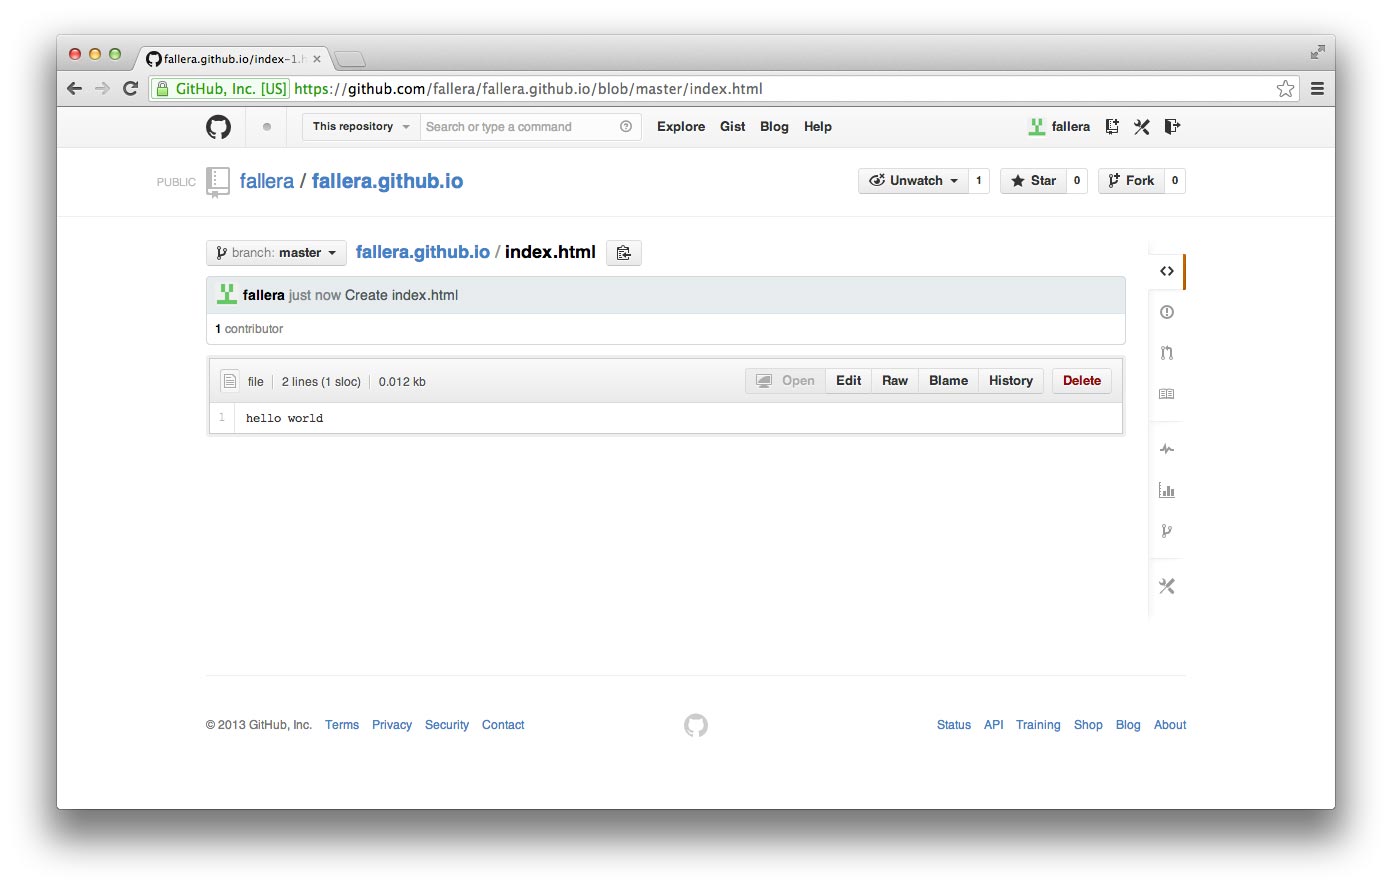 fallera.github.io/index-1.h
GitHub, Inc. [US] https://github.com/fallera/fallera.github.io/blob/master/index.html
This repository Search or type a command Explore Gist Blog Help fallera
PUBLIC fallera / fallera.github.io Unwatch 1 Star 0 Fork 0
branch: master fallera.github.io / index.html
fallera just now Create index.html
1 contributor
file 2 lines (1 sloc) 0.012 kb Open Edit Raw Blame History Delete
1 hello world
© 2013 GitHub, Inc. Terms Privacy Security Contact Status API Training Shop Blog About